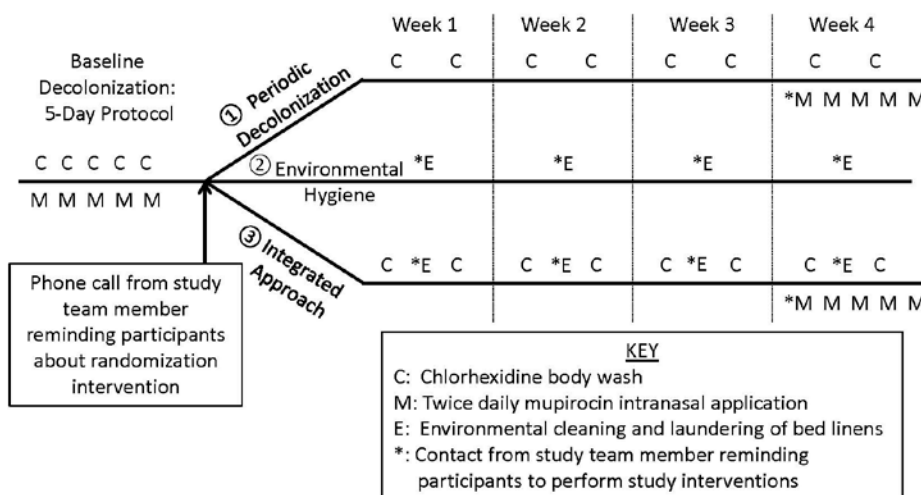 Week 1 Week 2 Week 3 Week 4
Baseline
Decolonization:
5-Day Protocol
① Periodic
Decolonization
C C C C C C C C
*M M M M M
C C C C C
M M M M M
② Environmental
Hygiene
*E *E *E *E
③ Integrated
Approach
C *E C C *E C C *E C C *E C
*M M M M M
Phone call from study
team member
reminding participants
about randomization
intervention
KEY
C: Chlorhexidine body wash
M: Twice daily mupirocin intranasal application
E: Environmental cleaning and laundering of bed linens
*: Contact from study team member reminding
participants to perform study interventions